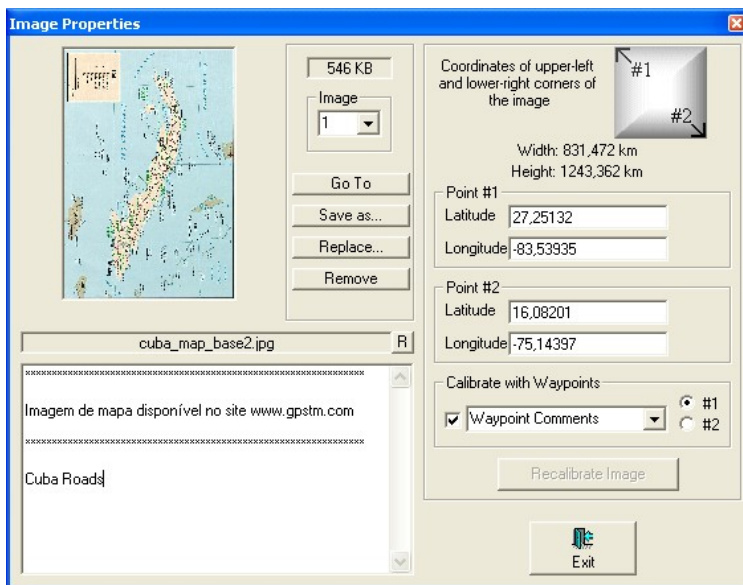 Image Properties
546 KB
Image
1
Go To
Save as...
Replace...
Remove
Coordinates of upper-left
and lower-right corners of
the image
#1
#2
Width: 831,472 km
Height: 1243,362 km
Point #1
Latitude 27,25132
Longitude -83,53935
Point #2
Latitude 16,08201
Longitude -75,14397
Calibrate with Waypoints
Waypoint Comments
#1
#2
Recalibrate Image
Exit
cuba_map_base2.jpg R
Imagem de mapa disponível no site www.gpstm.com
Cuba Roads